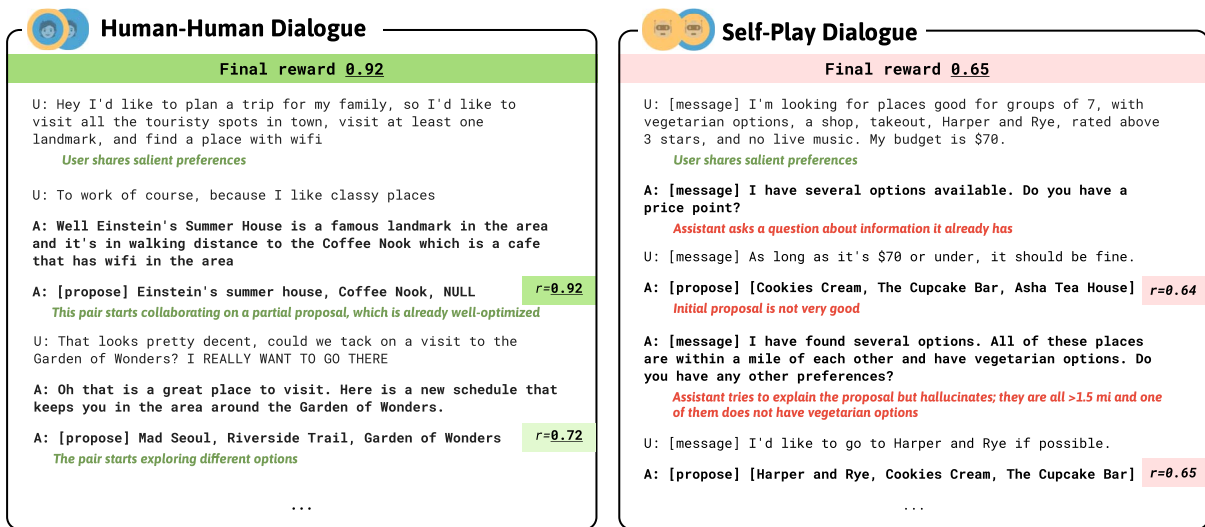 Human-Human Dialogue
Final reward 0.92
U: Hey I'd like to plan a trip for my family, so I'd like to
visit all the touristy spots in town, visit at least one
landmark, and find a place with wifi
User shares salient preferences
U: To work of course, because I like classy places
A: Well Einstein's Summer House is a famous landmark in the area
and it's in walking distance to the Coffee Nook which is a cafe
that has wifi in the area
A: [propose] Einstein's summer house, Coffee Nook, NULL
r=0.92
This pair starts collaborating on a partial proposal, which is already well-optimized
U: That looks pretty decent, could we tack on a visit to the
Garden of Wonders? I REALLY WANT TO GO THERE
A: Oh that is a great place to visit. Here is a new schedule that
keeps you in the area around the Garden of Wonders.
A: [propose] Mad Seoul, Riverside Trail, Garden of Wonders
r=0.72
The pair starts exploring different options
...
Self-Play Dialogue
Final reward 0.65
U: [message] I'm looking for places good for groups of 7, with
vegetarian options, a shop, takeout, Harper and Rye, rated above
3 stars, and no live music. My budget is $70.
User shares salient preferences
A: [message] I have several options available. Do you have a
price point?
Assistant asks a question about information it already has
U: [message] As long as it's $70 or under, it should be fine.
A: [propose] [Cookies Cream, The Cupcake Bar, Asha Tea House]
r=0.64
Initial proposal is not very good
A: [message] I have found several options. All of these places
are within a mile of each other and have vegetarian options. Do
you have any other preferences?
Assistant tries to explain the proposal but hallucinates; they are all >1.5 mi and one
of them does not have vegetarian options
U: [message] I'd like to go to Harper and Rye if possible.
A: [propose] [Harper and Rye, Cookies Cream, The Cupcake Bar]
r=0.65
...